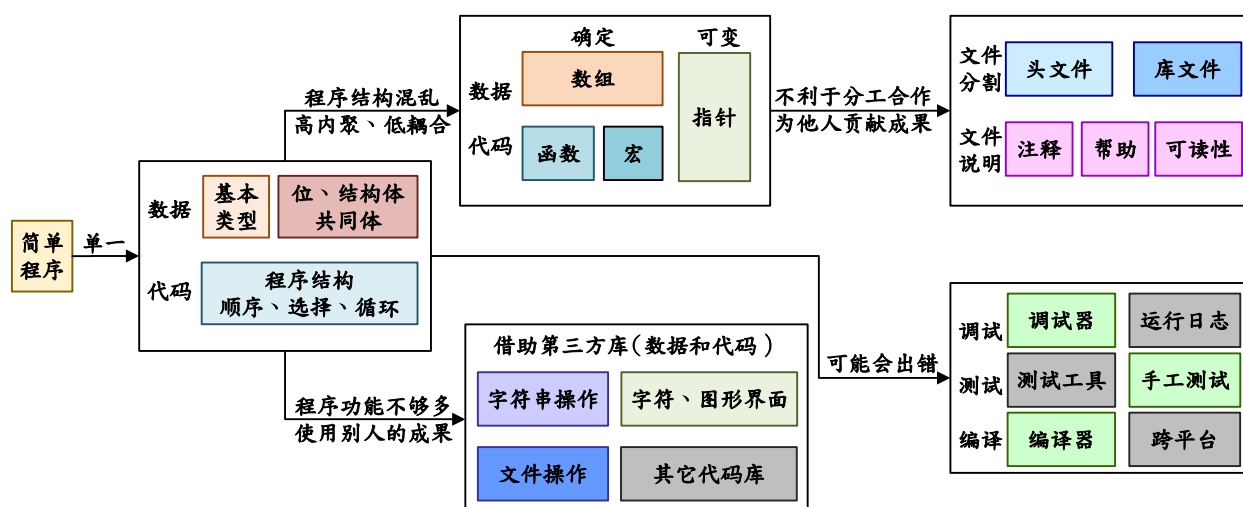 简单
程序
单一
数据
基本
类型
位、结构体
共同体
代码
程序结构
顺序、选择、循环
程序结构混乱
高内聚、低耦合
确定
可变
数据
数组
代码
函数
宏
指针
不利于分工合作
为他人贡献成果
文件
分割
头文件
库文件
文件
说明
注释
帮助
可读性
程序功能不够多
使用别人的成果
借助第三方库(数据和代码)
字符串操作
字符、图形界面
文件操作
其它代码库
可能会出错
调试
调试器
运行日志
测试
测试工具
手工测试
编译
编译器
跨平台